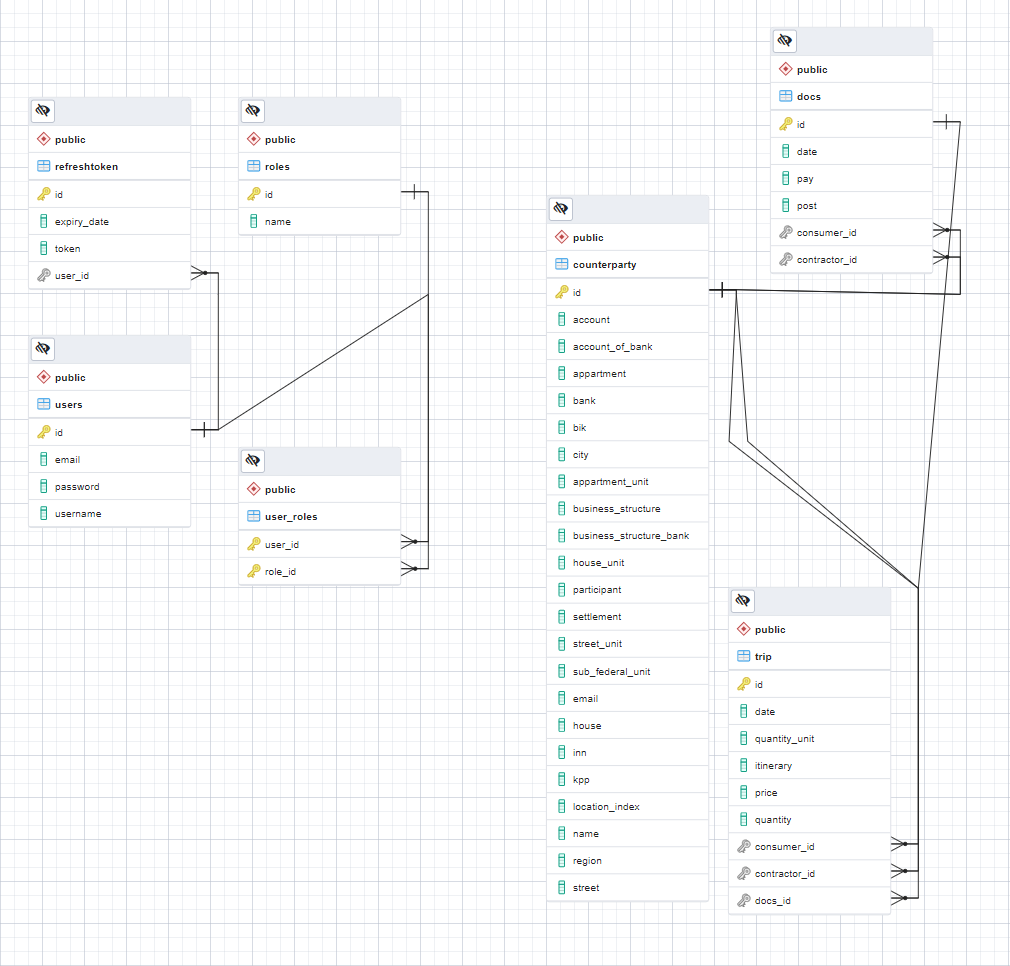 public
refreshtoken
id
expiry_date
token
user_id
public
roles
id
name
public
users
id
email
password
username
public
user_roles
user_id
role_id
public
counterparty
id
account
account_of_bank
appartment
bank
bik
city
appartment_unit
business_structure
business_structure_bank
house_unit
participant
settlement
street_unit
sub_federal_unit
email
house
inn
kpp
location_index
name
region
street
public
docs
id
date
pay
post
consumer_id
contractor_id
public
trip
id
date
quantity_unit
itinerary
price
quantity
consumer_id
contractor_id
docs_id